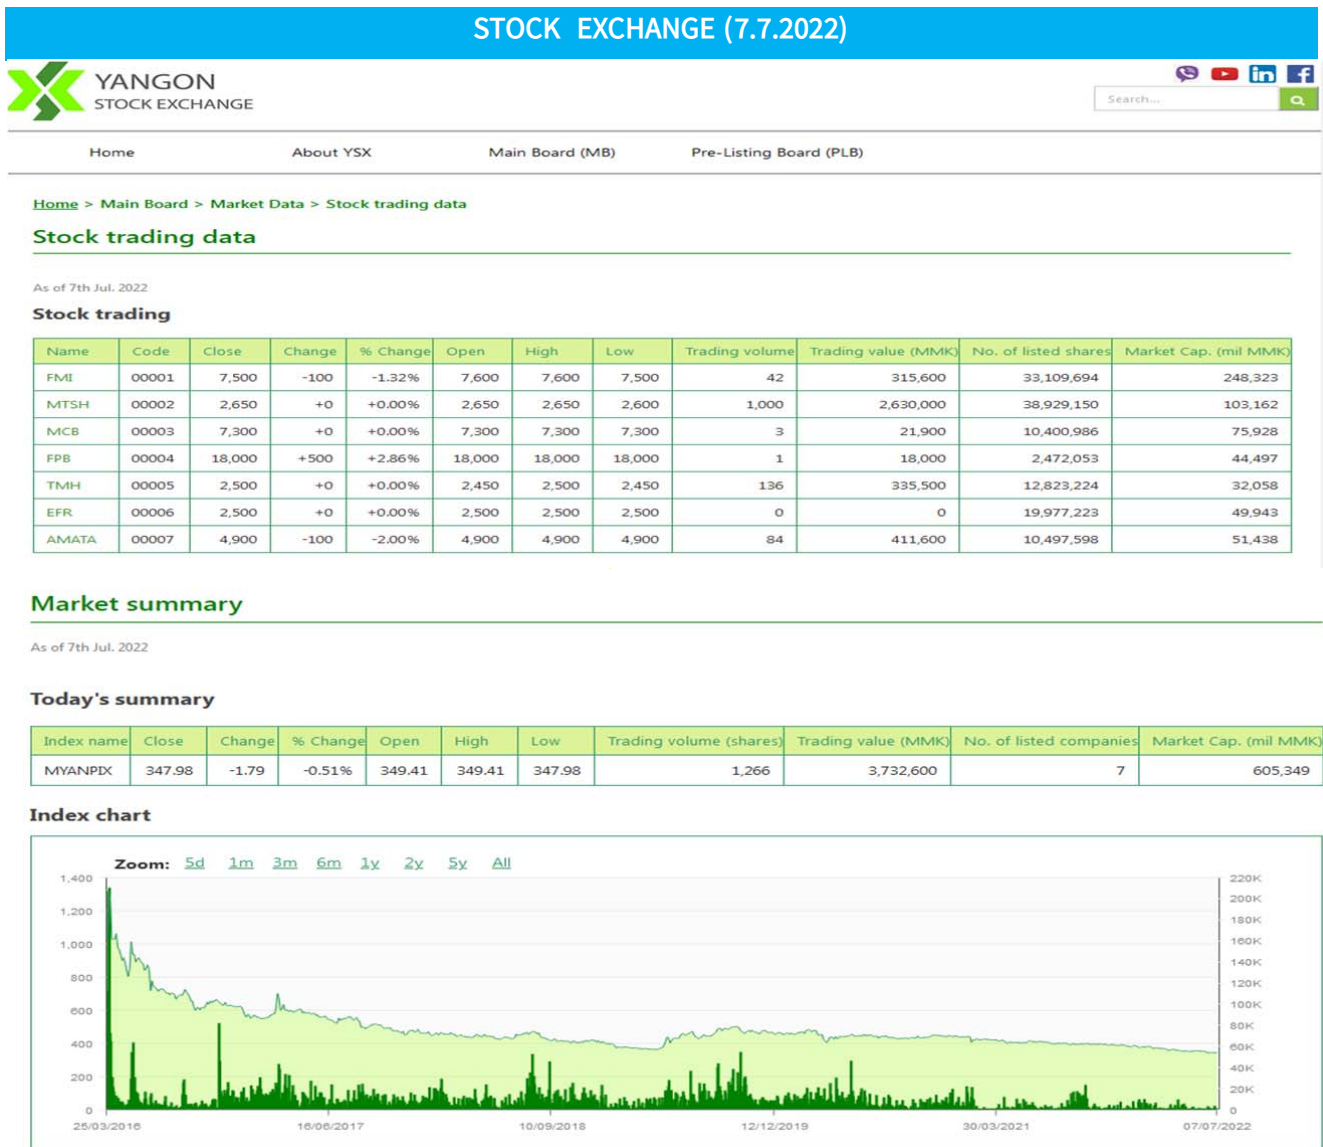 STOCK EXCHANGE (7.7.2022)
YANGON
STOCK EXCHANGE
Search...
Home About YSX Main Board (MB) Pre-Listing Board (PLB)
Home > Main Board > Market Data > Stock trading data
Stock trading data
As of 7th Jul. 2022
Stock trading
Name Code Close Change % Change Open High Low Trading volume Trading value (MMK) No. of listed shares Market Cap. (mil MMK)
FMI 00001 7,500 -100 -1.32% 7,600 7,600 7,500 42 315,600 33,109,694 248,323
MTSH 00002 2,650 +0 +0.00% 2,650 2,650 2,600 1,000 2,630,000 38,929,150 103,162
MCB 00003 7,300 +0 +0.00% 7,300 7,300 7,300 3 21,900 10,400,986 75,928
FPB 00004 18,000 +500 +2.86% 18,000 18,000 18,000 1 18,000 2,472,053 44,497
TMH 00005 2,500 +0 +0.00% 2,450 2,500 2,450 136 335,500 12,823,224 32,058
EFR 00006 2,500 +0 +0.00% 2,500 2,500 2,500 0 0 19,977,223 49,943
AMATA 00007 4,900 -100 -2.00% 4,900 4,900 4,900 84 411,600 10,497,598 51,438
Market summary
As of 7th Jul. 2022
Today's summary
Index name Close Change % Change Open High Low Trading volume (shares) Trading value (MMK) No. of listed companies Market Cap. (mil MMK)
MYANPIX 347.98 -1.79 -0.51% 349.41 349.41 347.98 1,266 3,732,600 7 605,349
Index chart
Zoom: 5d 1m 3m 6m 1y 2y 5y All
1,400 220K
200K
1,200 180K
1,000 160K
140K
800 120K
600 100K
80K
400 60K
40K
200 20K
0 0
25/03/2016 16/06/2017 10/09/2018 12/12/2019 30/03/2021 07/07/2022